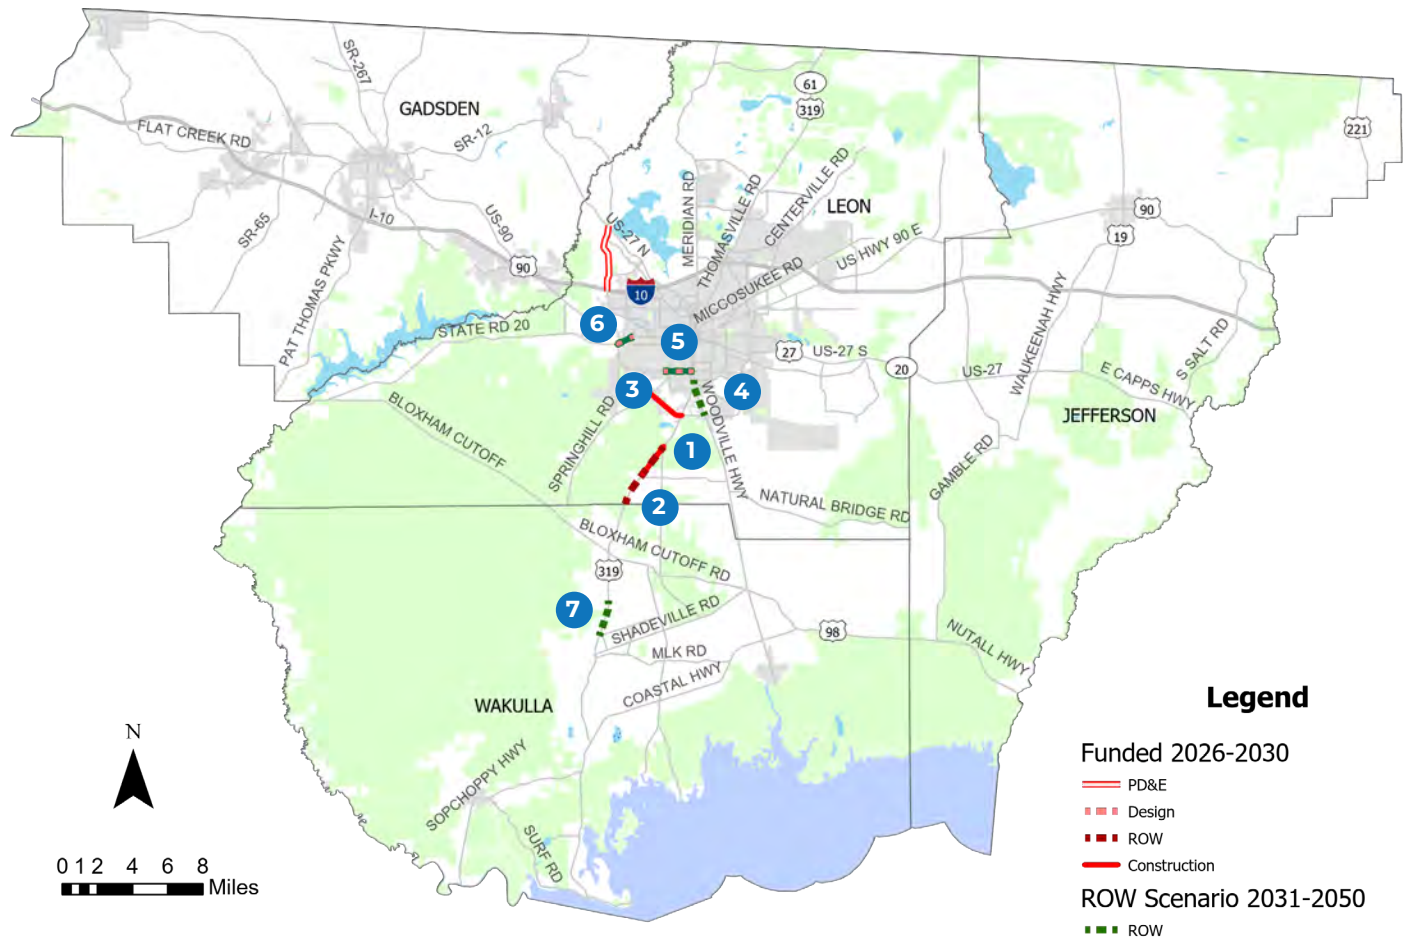 SR-267
GADSDEN
61
319
221
FLAT CREEK RD
SR-12
CENTERVILLE RD
MERIDIAN RD
THOMASVILLE RD
LEON
90
19
SR-65
I-10
US-90
US-27 N
US HWY 90 E
PAT THOMAS PKWY
90
10
MICCOSUKEE RD
WAUKEENAH HWY
STATE RD 20
6
5
27
US-27 S
20
US-27
S SALT RD
E CAPPS HWY
3
4
JEFFERSON
BLOXHAM CUTOFF
SPRINGHILL RD
WOODVILLE HWY
1
GAMBLE RD
2
NATURAL BRIDGE RD
BLOXHAM CUTOFF RD
319
7
SHADEVILLE RD
98
NUTALL HWY
MLK RD
COASTAL HWY
WAKULLA
SOPCHOPPY HWY
SURF RD
N
0 1 2 4 6 8
Miles
Legend
Funded 2026-2030
PD&E
Design
ROW
Construction
ROW Scenario 2031-2050
ROW